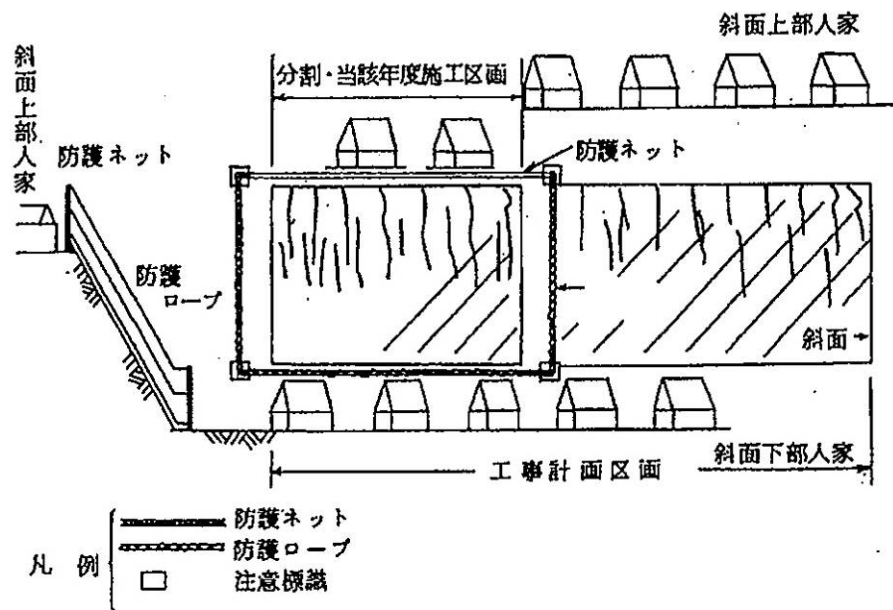 斜面上部人家
斜面上部人家
分割・当該年度施工区画
防護ネット
防護ネット
防護
ロープ
斜面
斜面下部人家
工事計画区画
凡例
防護ネット
防護ロープ
注意標識